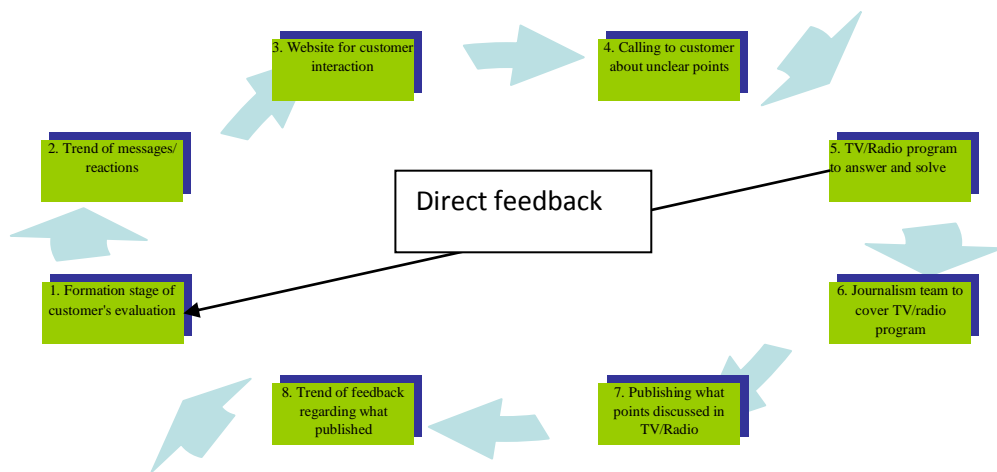 3. Website for customer
interaction
4. Calling to customer
about unclear points
2. Trend of messages/
reactions
5. TV/Radio program
to answer and solve
Direct feedback
1. Formation stage of
customer's evaluation
6. Journalism team to
cover TV/radio
program
8. Trend of feedback
regarding what
published
7. Publishing what
points discussed in
TV/Radio